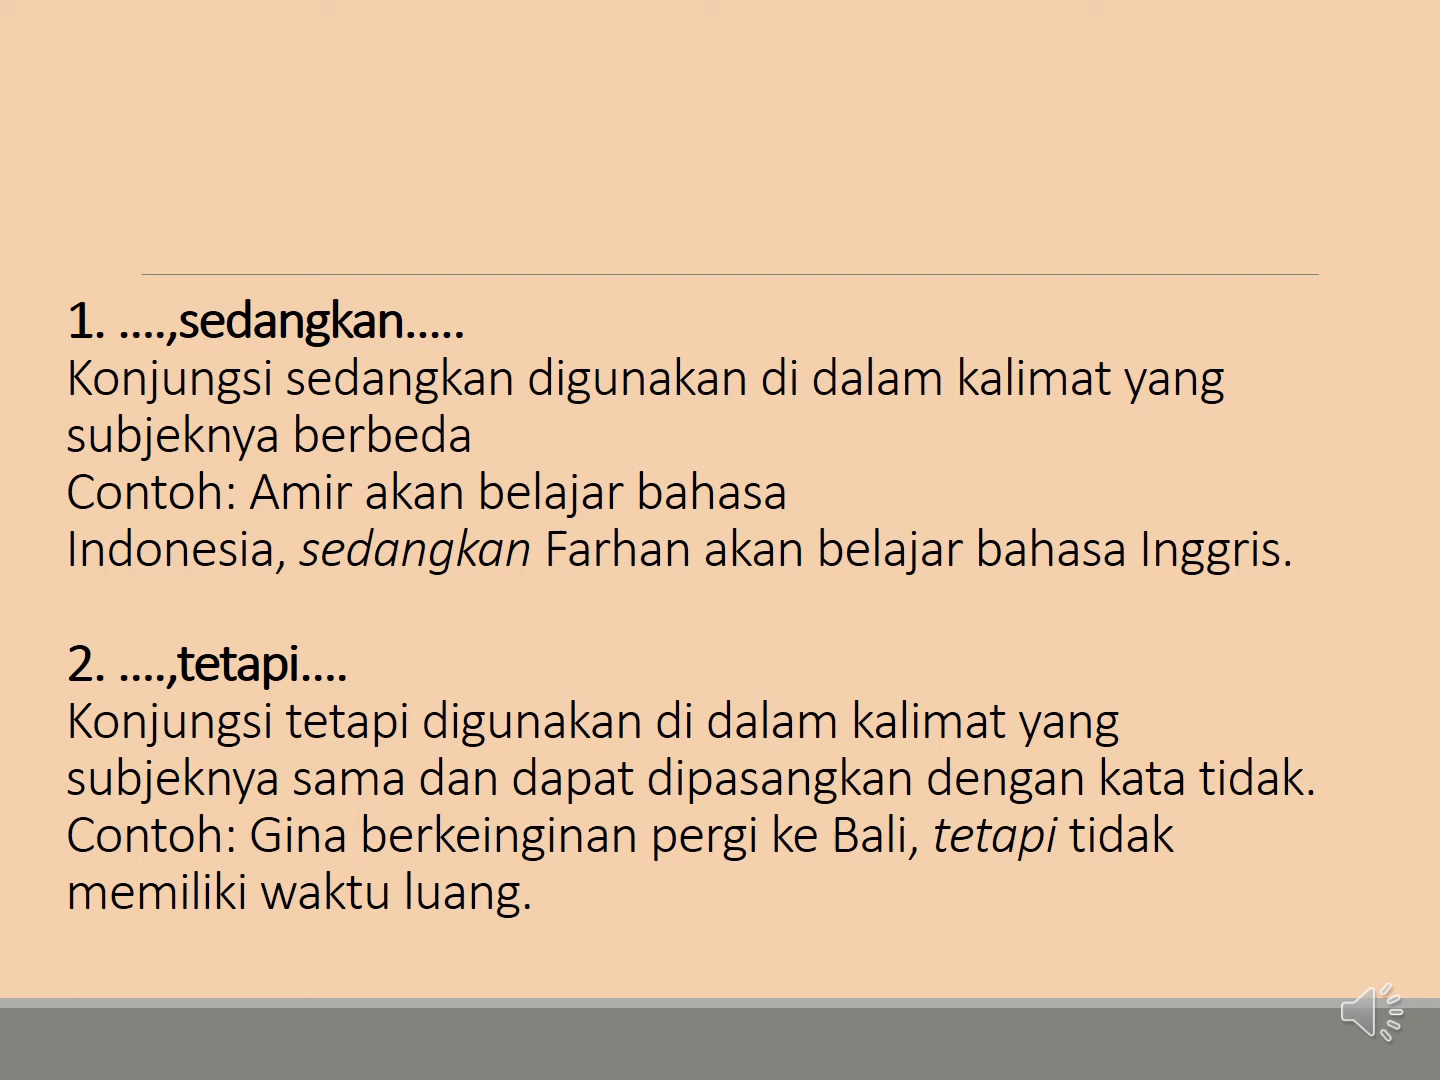 1. ....,sedangkan.....
Konjungsi sedangkan digunakan di dalam kalimat yang
subjeknya berbeda
Contoh: Amir akan belajar bahasa
Indonesia, sedangkan Farhan akan belajar bahasa Inggris.
2. ....,tetapi....
Konjungsi tetapi digunakan di dalam kalimat yang
subjeknya sama dan dapat dipasangkan dengan kata tidak.
Contoh: Gina berkeinginan pergi ke Bali, tetapi tidak
memiliki waktu luang.